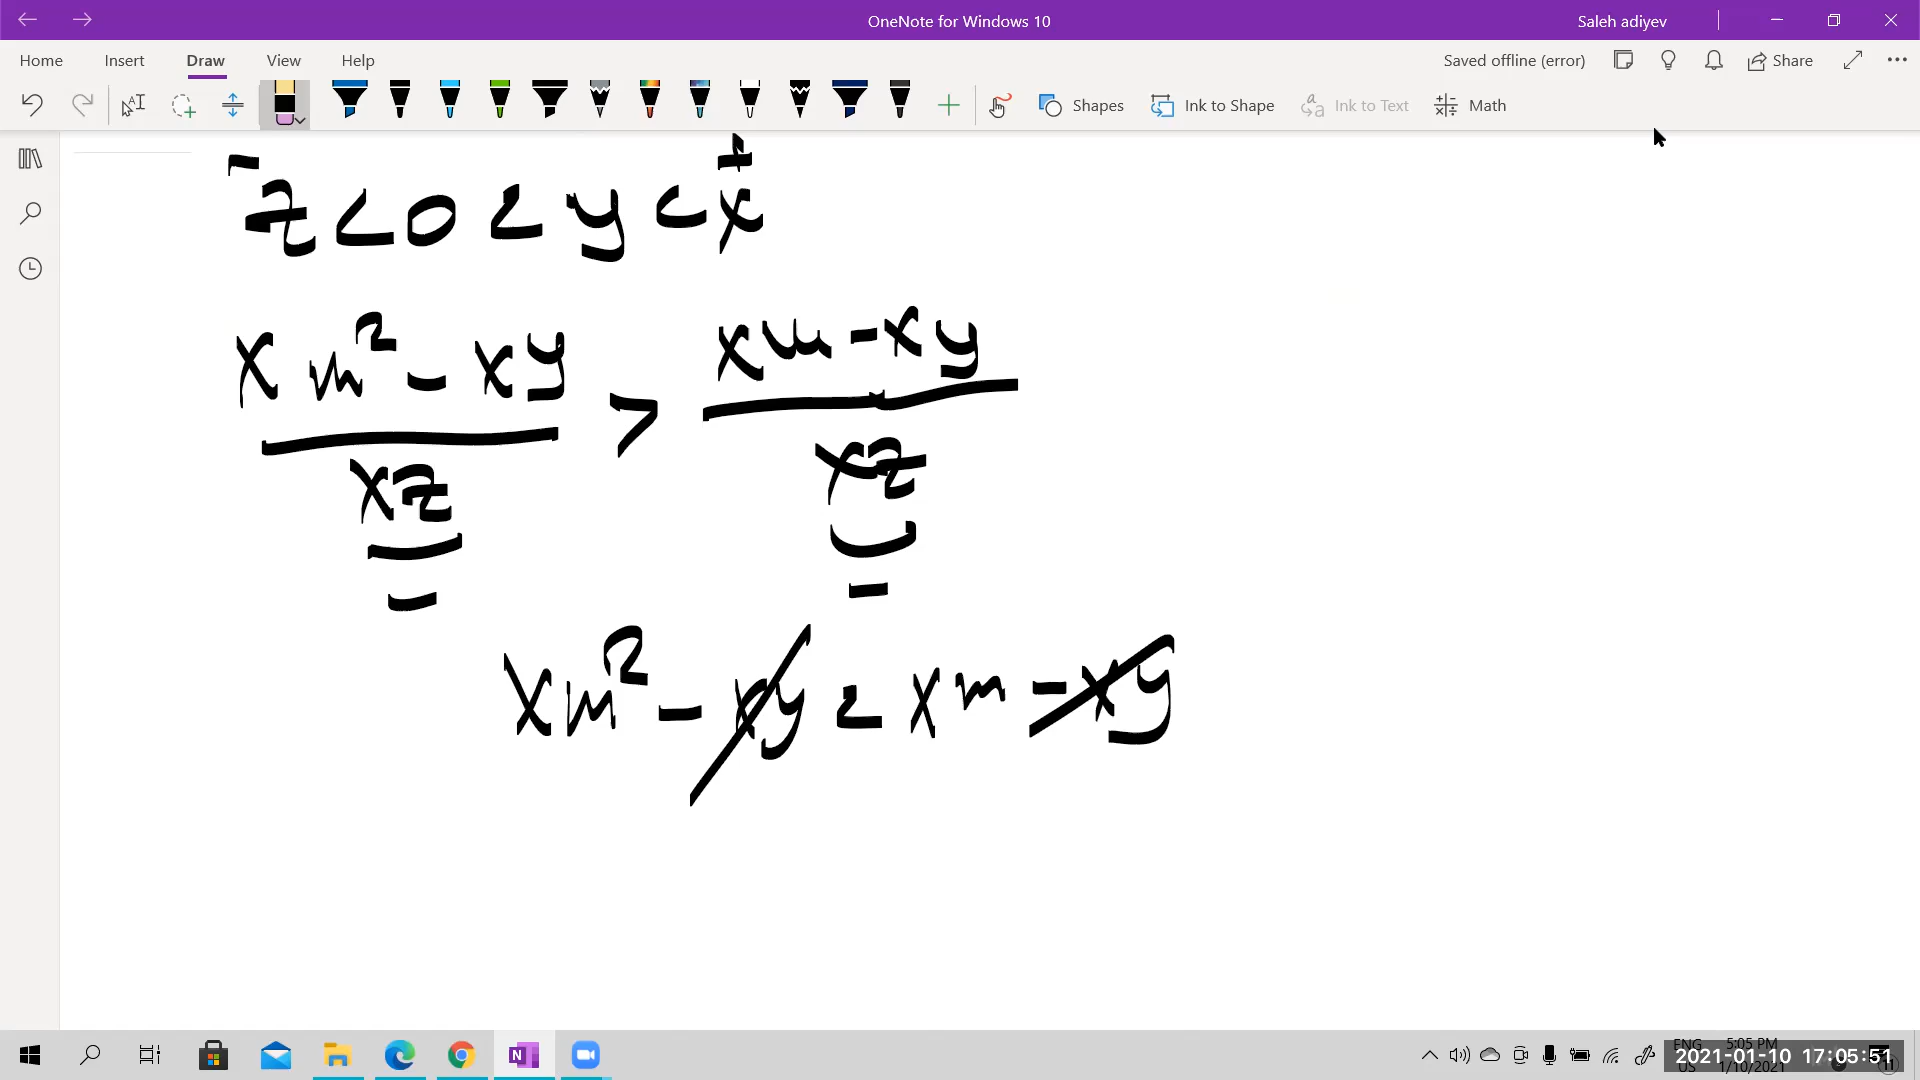 OneNote for Windows 10
Saleh adiyev
Home Insert Draw View Help
Saved offline (error) Share
Shapes Ink to Shape Ink to Text Math
z < 0 < y < x
- +
xm² - xy / xz > xm - xy / xz
- -
xm² - xy < xm - xy
ENG 5:05 PM
US 1/10/2021
2021-01-10 17:05:51